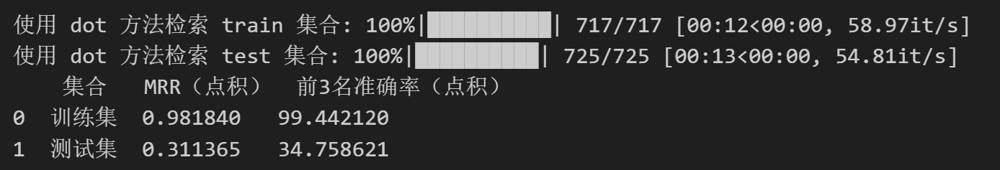 使用 dot 方法检索 train 集合: 100%|██████████| 717/717 [00:12<00:00, 58.97it/s]
使用 dot 方法检索 test 集合: 100%|██████████| 725/725 [00:13<00:00, 54.81it/s]
集合 MRR（点积） 前3名准确率（点积）
0 训练集 0.981840 99.442120
1 测试集 0.311365 34.758621